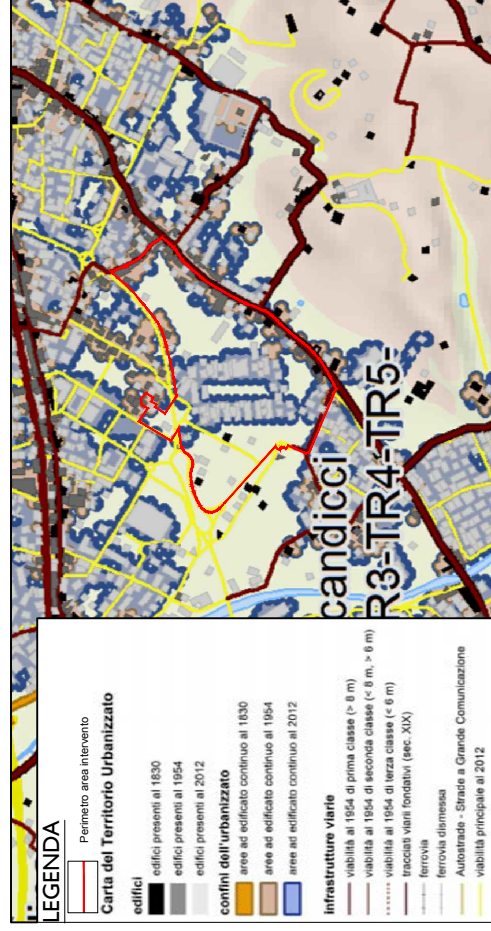 candicci
R3-TR4-TR5-
LEGENDA
Perimetro area intervento
Carta del Territorio Urbanizzato
edifici
edifici presenti al 1830
edifici presenti al 1954
edifici presenti al 2012
confini dell'urbanizzato
aree ad edificato continuo al 1830
aree ad edificato continuo al 1954
aree ad edificato continuo al 2012
infrastrutture viarie
viabilità al 1954 di prima classe (> 8 m)
viabilità al 1954 di seconda classe (< 8 m, > 6 m)
viabilità al 1954 di terza classe (< 6 m)
tracciati viari fondativi (sec. XIX)
ferrovia
ferrovia dismessa
Autostrade - Strade a Grande Comunicazione
viabilità principale al 2012